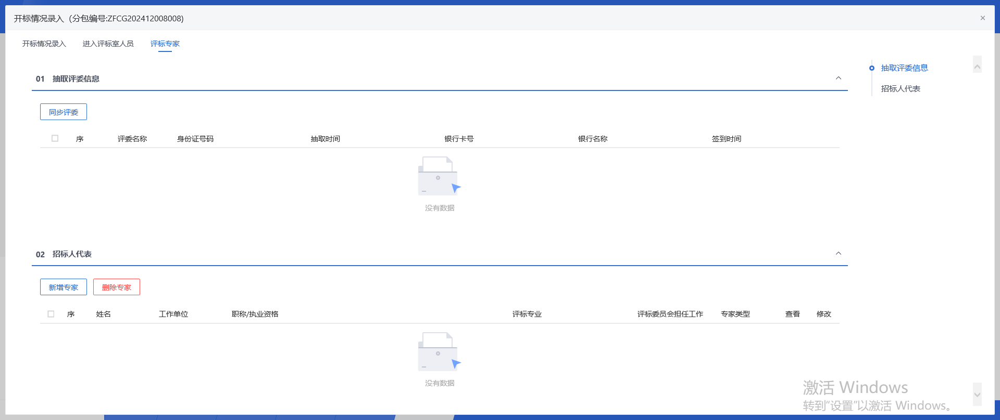 开标情况录入（分包编号:ZFCG202412008008)
×
开标情况录入 进入评标室人员 评标专家
01 抽取评委信息
抽取评委信息
招标人代表
同步评委
序 评委名称 身份证号码 抽取时间 银行卡号 银行名称 签到时间
没有数据
02 招标人代表
新增专家 删除专家
序 姓名 工作单位 职称/执业资格 评标专业 评标委员会担任工作 专家类型 查看 修改
没有数据
激活 Windows
转到“设置”以激活 Windows。